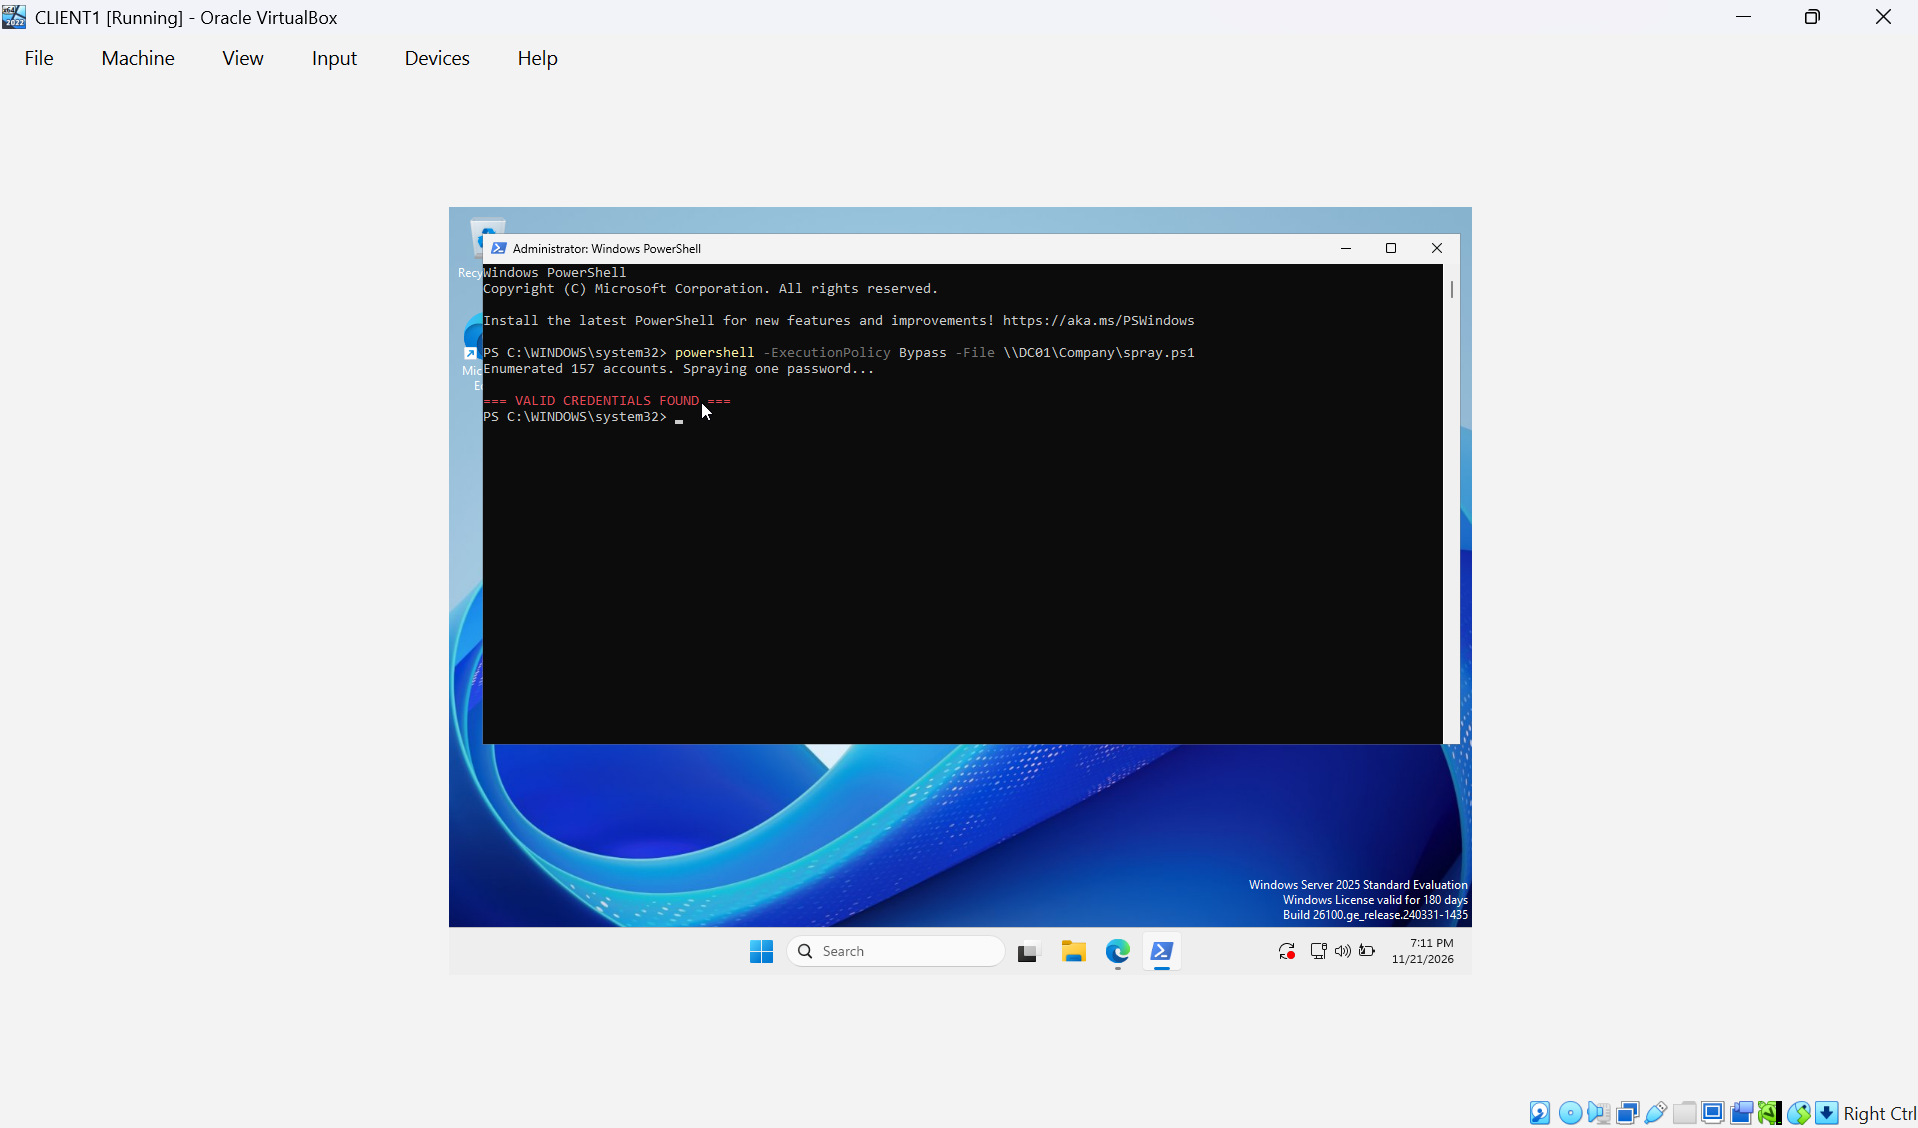 CLIENT1 [Running] - Oracle VirtualBox
File Machine View Input Devices Help
Administrator: Windows PowerShell
Windows PowerShell
Copyright (C) Microsoft Corporation. All rights reserved.
Install the latest PowerShell for new features and improvements! https://aka.ms/PSWindows
PS C:\WINDOWS\system32> powershell -ExecutionPolicy Bypass -File \\DC01\Company\spray.ps1
Enumerated 157 accounts. Spraying one password...
=== VALID CREDENTIALS FOUND ===
PS C:\WINDOWS\system32>
Recy
Mic
E
Windows Server 2025 Standard Evaluation
Windows License valid for 180 days
Build 26100.ge_release.240331-1435
Search
7:11 PM
11/21/2026
Right Ctrl